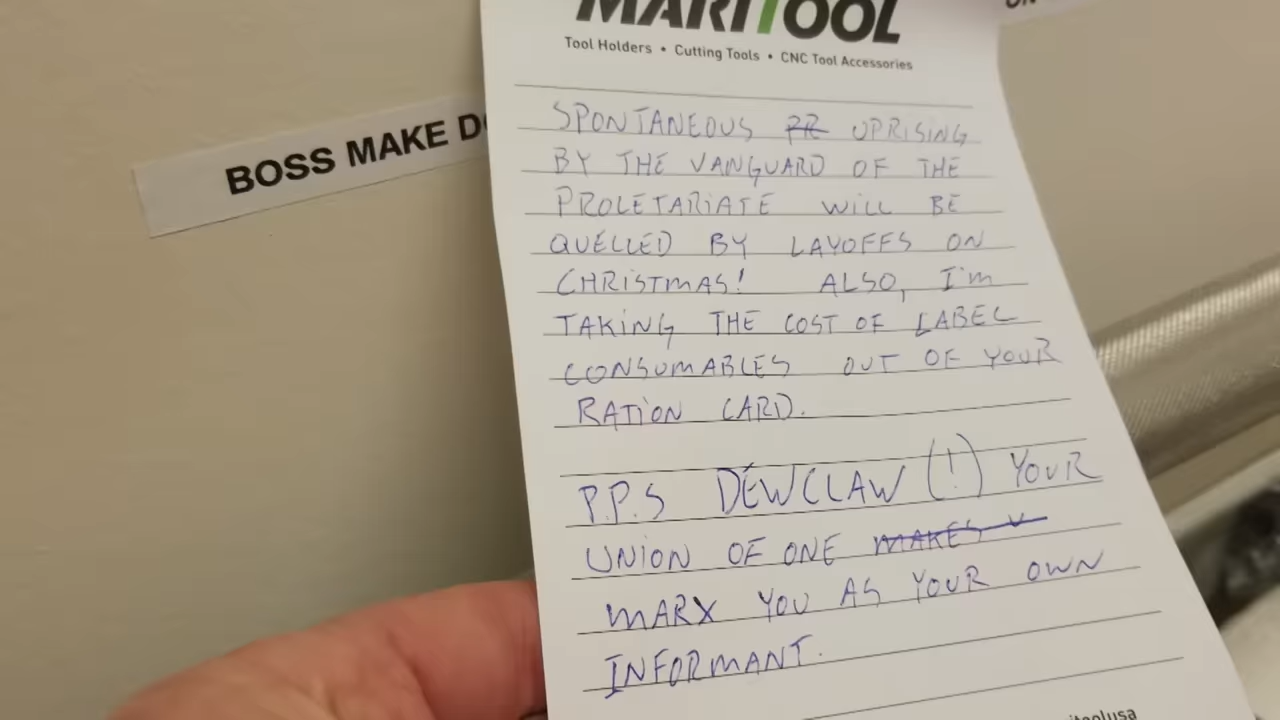 MARITOOL
Tool Holders • Cutting Tools • CNC Tool Accessories
BOSS MAKE
ON
SPONTANEOUS PR UPRISING
BY THE VANGUARD OF THE
PROLETARIATE WILL BE
QUELLED BY LAYOFFS ON
CHRISTMAS! ALSO, I'm
TAKING THE COST OF LABEL
CONSUMABLES OUT OF YOUR
RATION CARD.
P.P.S DEWCLAW (!) YOUR
UNION OF ONE MAKES
MARX YOU AS YOUR OWN
INFORMANT.